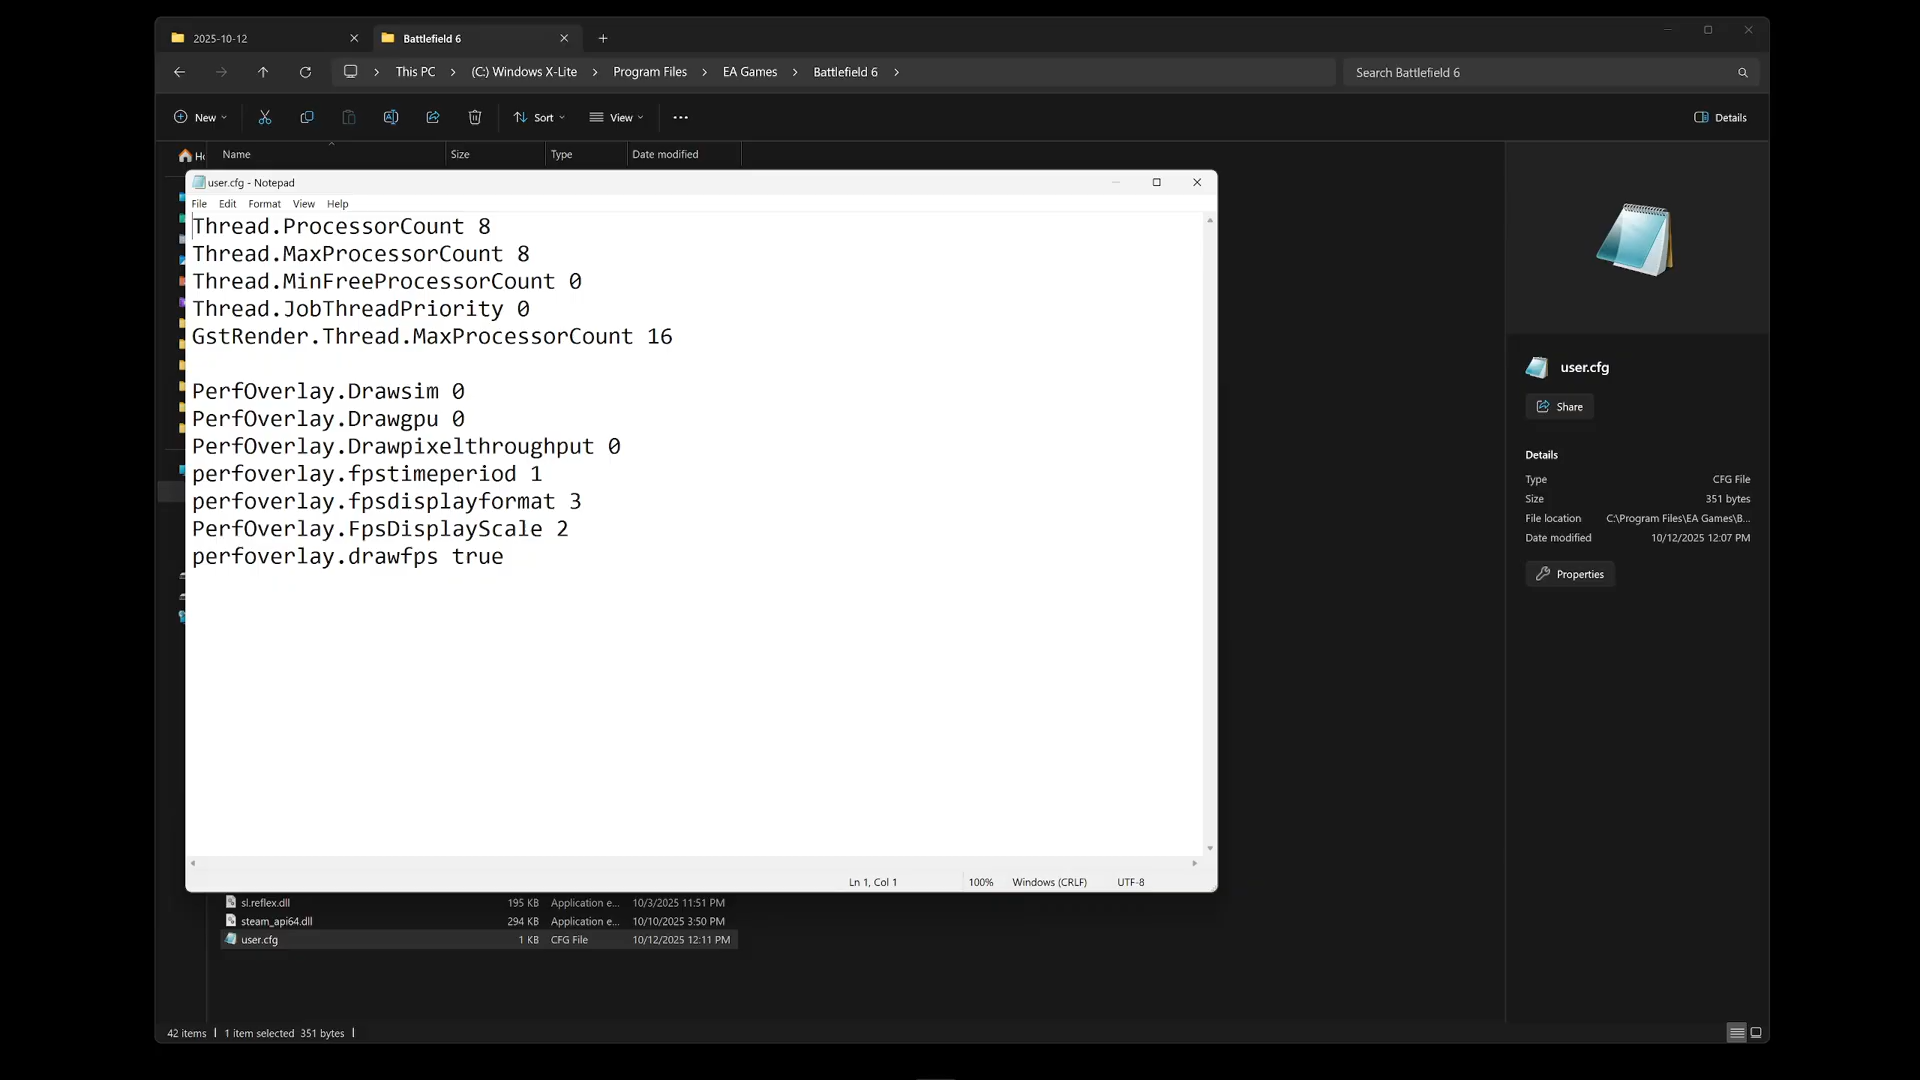 2025-10-12
Battlefield 6
This PC
(C:) Windows X-Lite
Program Files
EA Games
Battlefield 6
Search Battlefield 6
New
Sort
View
Details
Name
Size
Type
Date modified
user.cfg - Notepad
File Edit Format View Help
Thread.ProcessorCount 8
Thread.MaxProcessorCount 8
Thread.MinFreeProcessorCount 0
Thread.JobThreadPriority 0
GstRender.Thread.MaxProcessorCount 16
PerfOverlay.Drawsim 0
PerfOverlay.Drawgpu 0
PerfOverlay.Drawpixelthroughput 0
perfoverlay.fpstimeperiod 1
perfoverlay.fpsdisplayformat 3
PerfOverlay.FpsDisplayScale 2
perfoverlay.drawfps true
Ln 1, Col 1
100%
Windows (CRLF)
UTF-8
sl.reflex.dll 195 KB Application e... 10/3/2025 11:51 PM
steam_api64.dll 294 KB Application e... 10/10/2025 3:50 PM
user.cfg 1 KB CFG File 10/12/2025 12:11 PM
user.cfg
Share
Details
Type CFG File
Size 351 bytes
File location C:\Program Files\EA Games\B...
Date modified 10/12/2025 12:07 PM
Properties
42 items
1 item selected 351 bytes